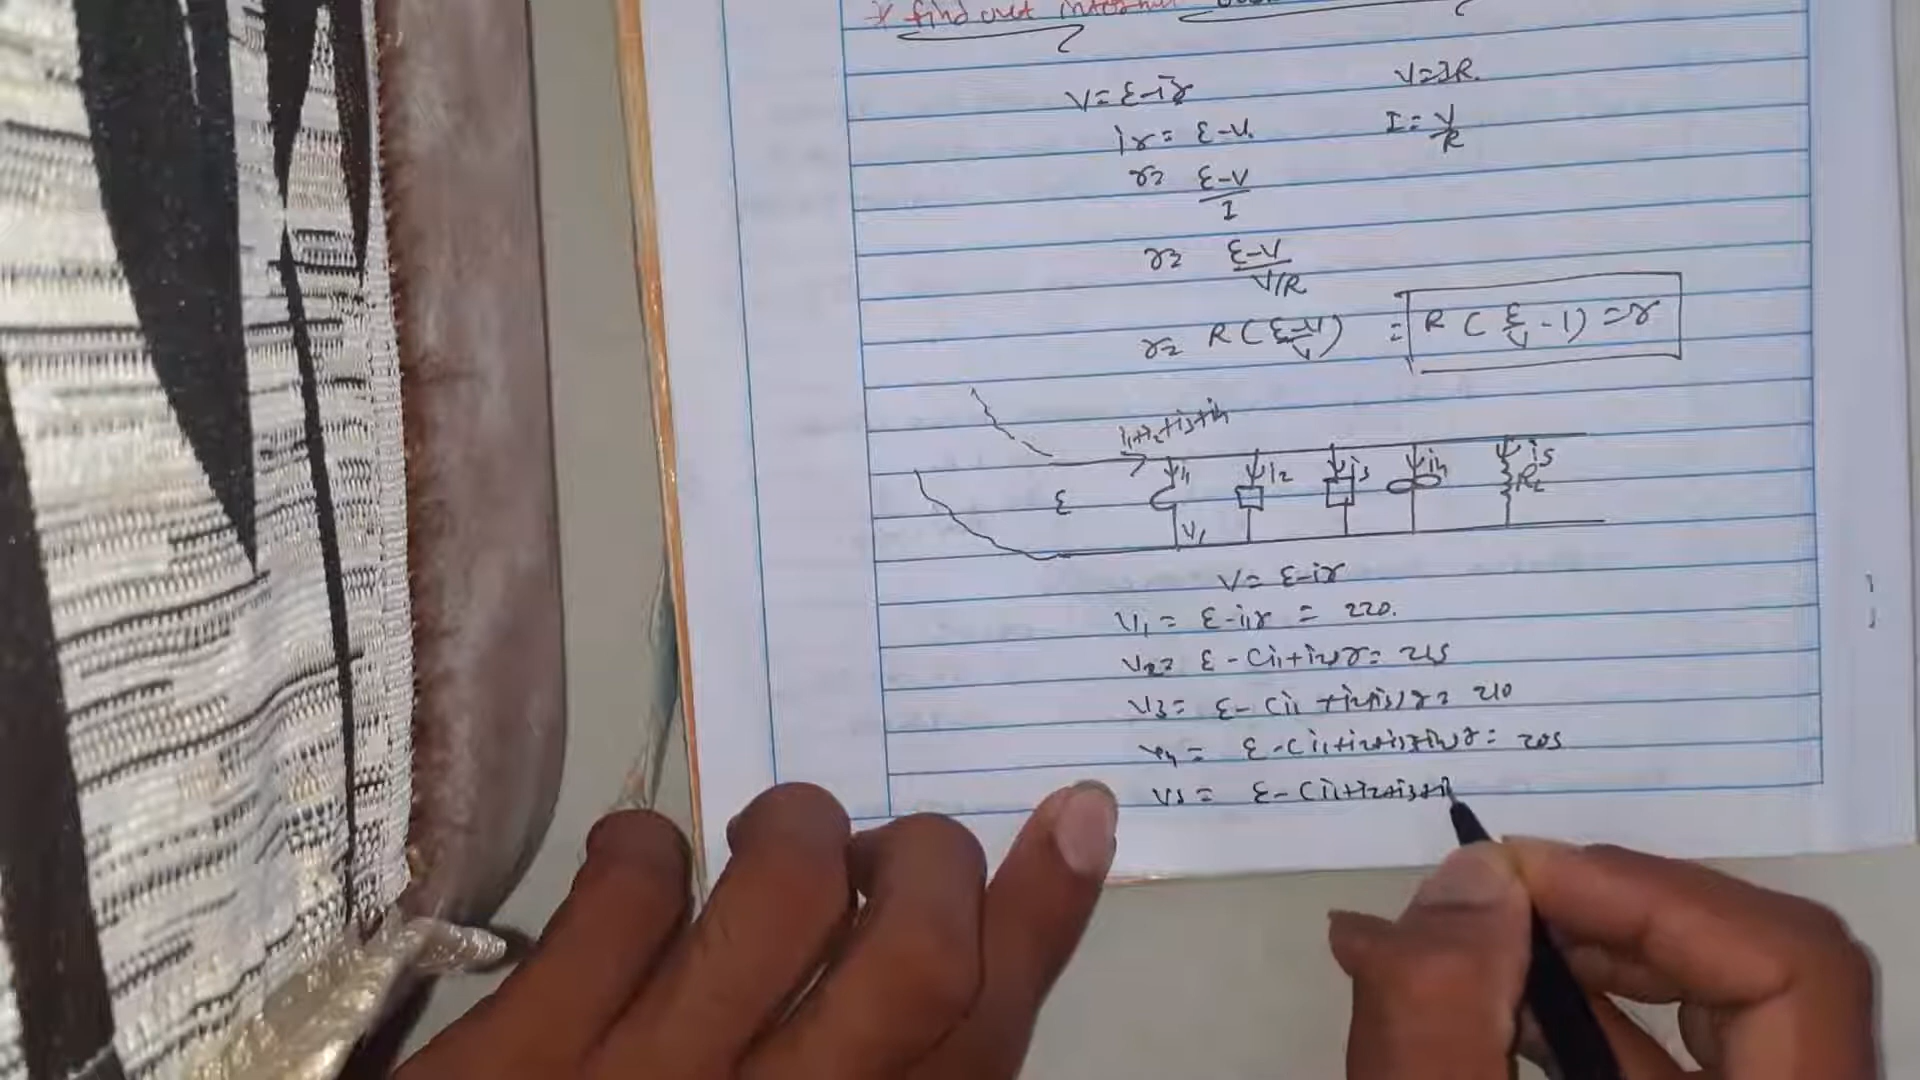 * find out
V = ε-ir
V=IR.
ir = ε-V.
I = V/R
r= ε-V/I
r= ε-V/V/R
r= R(ε-V/V) = R(ε/V -1) = r
i1+i2+i3+i4
i1 i2 i3 i4 i5
ε RL
V1
V = ε-ir
V1 = ε-i1r = 220.
V2= ε-(i1+i2)r= 215
V3= ε-(i1+i2+i3)r= 210
V4 = ε-(i1+i2+i3+i4)r= 205
V5 = ε-(i1+i2+i3+i